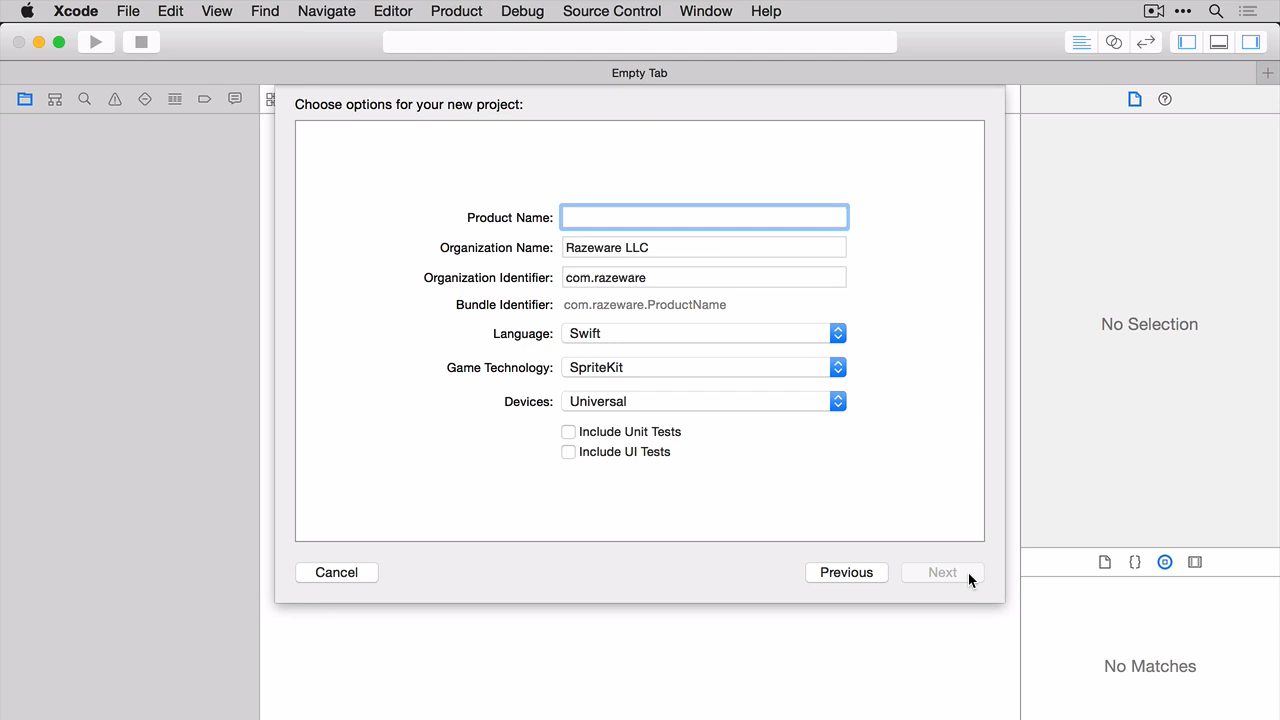 Xcode File Edit View Find Navigate Editor Product Debug Source Control Window Help
Empty Tab
Choose options for your new project:
Product Name:
Organization Name: Razeware LLC
Organization Identifier: com.razeware
Bundle Identifier: com.razeware.ProductName
Language: Swift
Game Technology: SpriteKit
Devices: Universal
Include Unit Tests
Include UI Tests
Cancel Previous Next
No Selection
No Matches